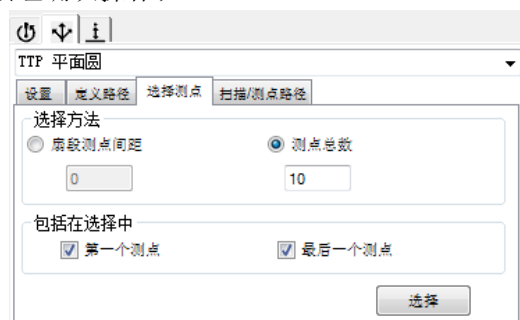 TTP 平面圆
设置 定义路径 选择测点 扫描/测点路径
选择方法
扇段测点间距 测点总数
0 10
包括在选择中
第一个测点 最后一个测点
选择